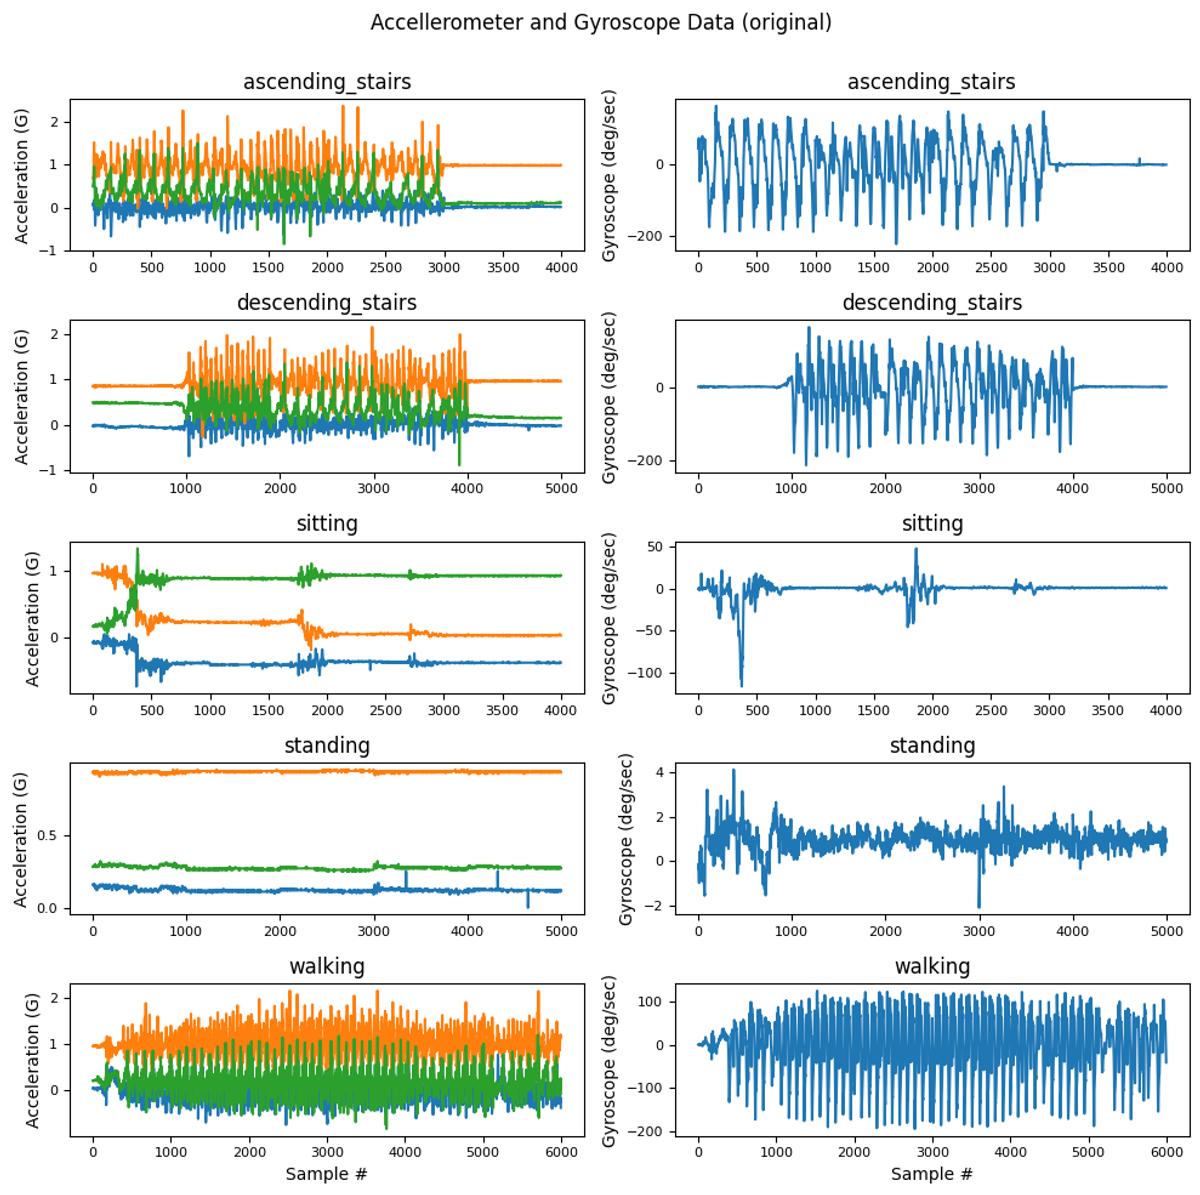 Accellerometer and Gyroscope Data (original)
ascending_stairs
Acceleration (G)
2
1
0
−1
0 500 1000 1500 2000 2500 3000 3500 4000
ascending_stairs
Gyroscope (deg/sec)
0
−200
0 500 1000 1500 2000 2500 3000 3500 4000
descending_stairs
Acceleration (G)
2
1
0
−1
0 1000 2000 3000 4000 5000
descending_stairs
Gyroscope (deg/sec)
0
−200
0 1000 2000 3000 4000 5000
sitting
Acceleration (G)
1
0
0 500 1000 1500 2000 2500 3000 3500 4000
sitting
Gyroscope (deg/sec)
50
0
−50
−100
0 500 1000 1500 2000 2500 3000 3500 4000
standing
Acceleration (G)
0.5
0.0
0 1000 2000 3000 4000 5000
standing
Gyroscope (deg/sec)
4
2
0
−2
0 1000 2000 3000 4000 5000
walking
Acceleration (G)
2
1
0
0 1000 2000 3000 4000 5000 6000
Sample #
walking
Gyroscope (deg/sec)
100
0
−100
−200
0 1000 2000 3000 4000 5000 6000
Sample #